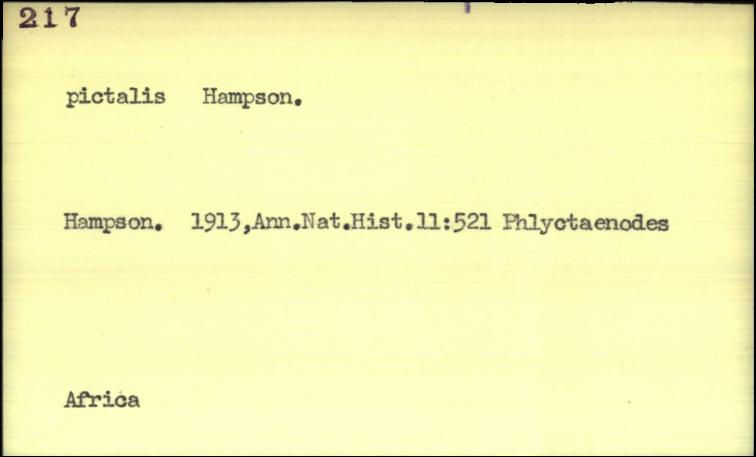 217
pictalis Hampson.
Hampson. 1913,Ann.Nat.Hist.11:521 Phlyctaenodes
Africa